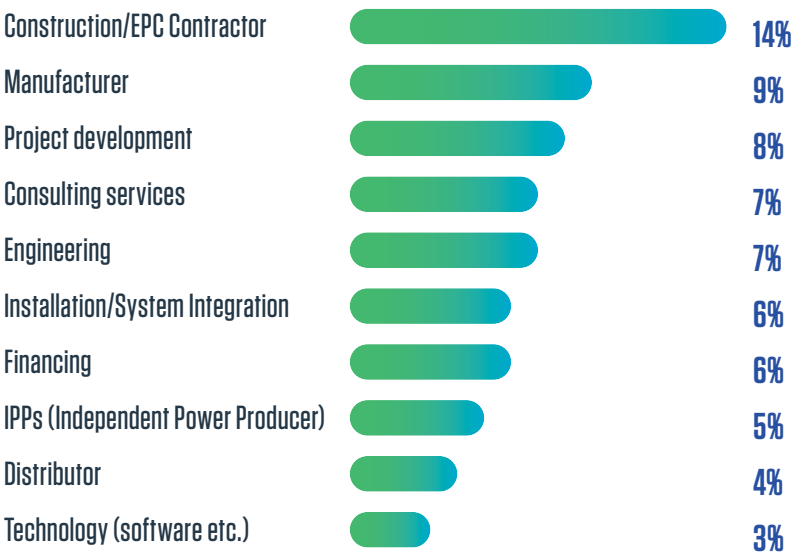 Construction/EPC Contractor 14%
Manufacturer 9%
Project development 8%
Consulting services 7%
Engineering 7%
Installation/System Integration 6%
Financing 6%
IPPs (Independent Power Producer) 5%
Distributor 4%
Technology (software etc.) 3%